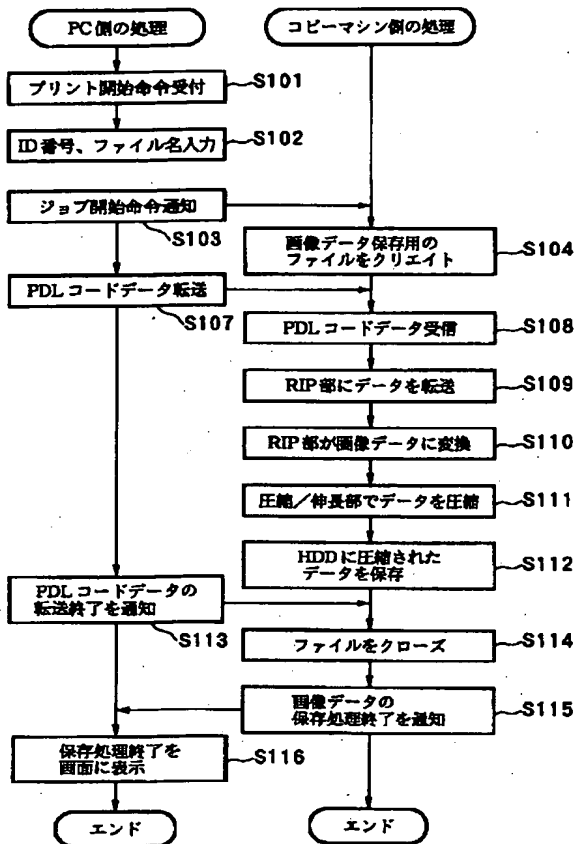 PC側の処理
コピーマシン側の処理
プリント開始命令受付
S101
ID番号、ファイル名入力
S102
ジョブ開始命令通知
S103
画像データ保存用の
ファイルをクリエイト
S104
PDLコードデータ転送
S107
PDLコードデータ受信
S108
RIP部にデータを転送
S109
RIP部が画像データに変換
S110
圧縮/伸長部でデータを圧縮
S111
HDDに圧縮された
データを保存
S112
PDLコードデータの
転送終了を通知
S113
ファイルをクローズ
S114
画像データの
保存処理終了を通知
S115
保存処理終了を
画面に表示
S116
エンド
エンド